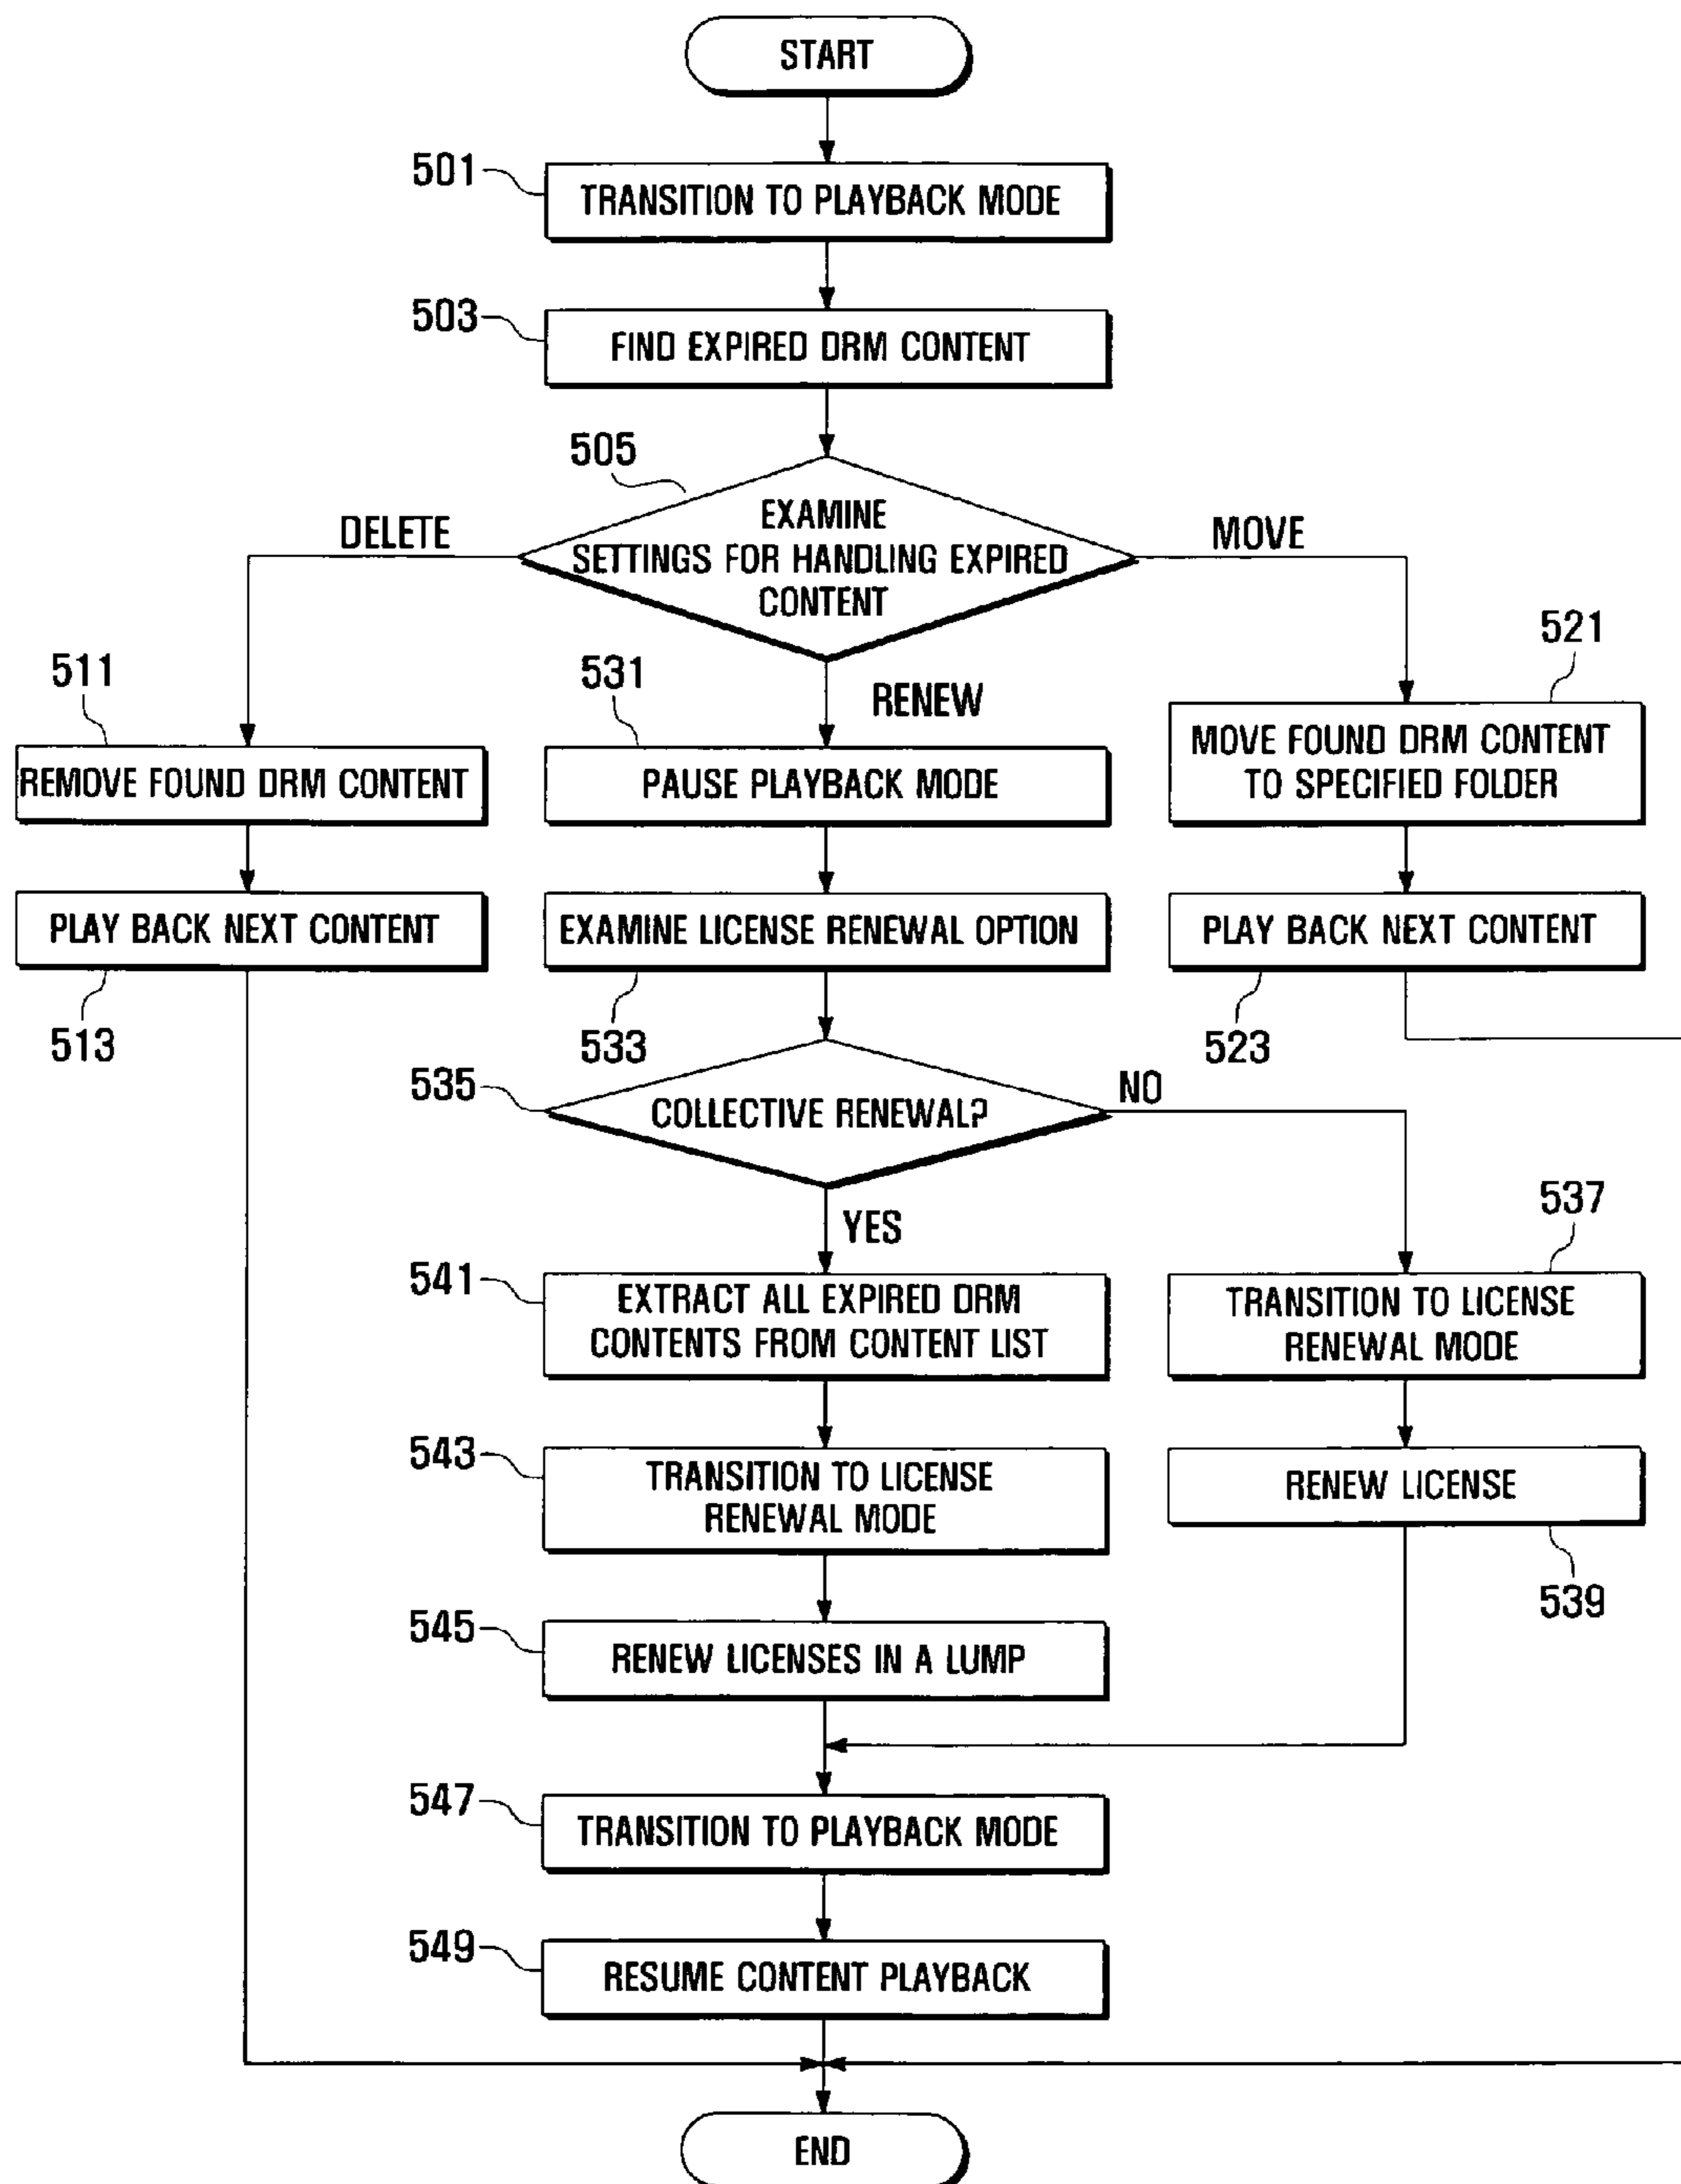 START
501
TRANSITION TO PLAYBACK MODE
503
FIND EXPIRED DRM CONTENT
505
EXAMINE
SETTINGS FOR HANDLING EXPIRED
CONTENT
DELETE
MOVE
RENEW
511
REMOVE FOUND DRM CONTENT
PLAY BACK NEXT CONTENT
513
531
PAUSE PLAYBACK MODE
EXAMINE LICENSE RENEWAL OPTION
533
521
MOVE FOUND DRM CONTENT
TO SPECIFIED FOLDER
PLAY BACK NEXT CONTENT
523
535
COLLECTIVE RENEWAL?
NO
YES
537
TRANSITION TO LICENSE
RENEWAL MODE
RENEW LICENSE
539
541
EXTRACT ALL EXPIRED DRM
CONTENTS FROM CONTENT LIST
543
TRANSITION TO LICENSE
RENEWAL MODE
545
RENEW LICENSES IN A LUMP
547
TRANSITION TO PLAYBACK MODE
549
RESUME CONTENT PLAYBACK
END